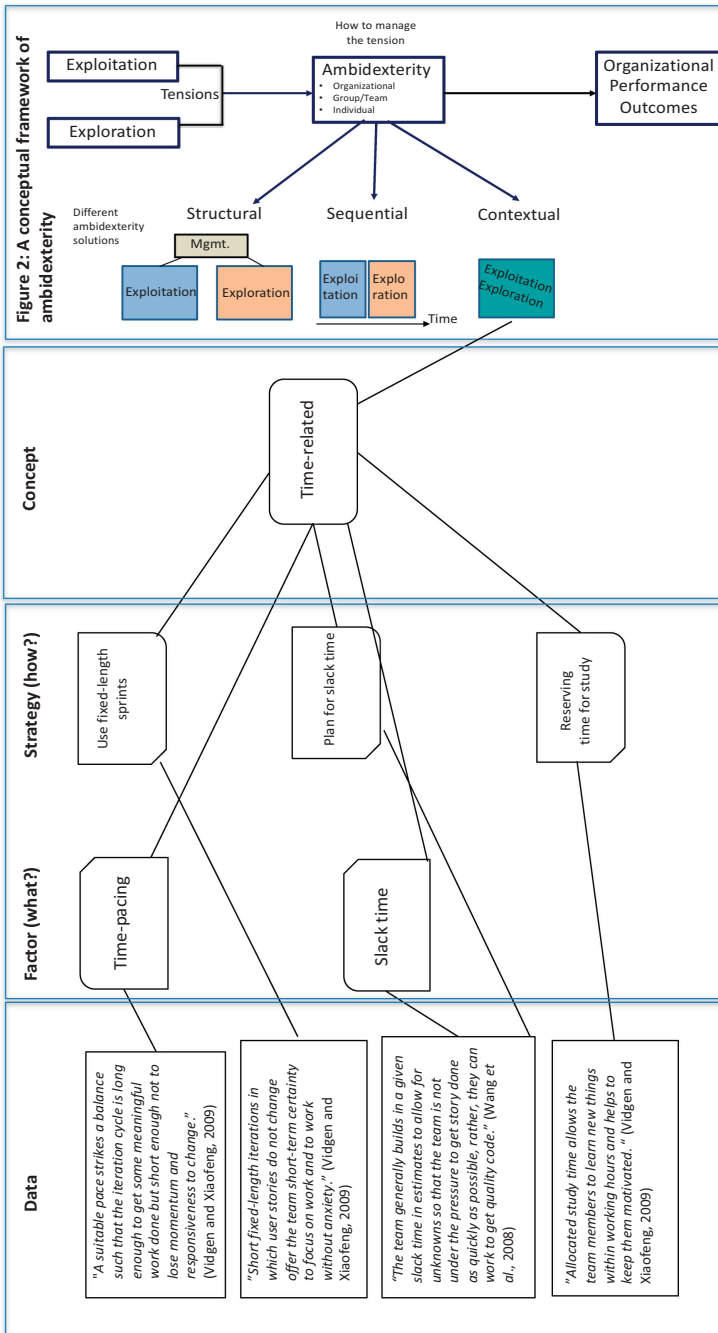 Figure 2: A conceptual framework of
ambidexterity
How to manage
the tension
Exploitation
Tensions
Exploration
Ambidexterity
• Organizational
• Group/Team
• Individual
Organizational
Performance
Outcomes
Different
ambidexterity
solutions
Structural
Sequential
Contextual
Mgmt.
Exploitation
Exploration
Exploi
tation
Explo
ration
Time
Exploitation
Exploration
Concept
Time-related
Strategy (how?)
Use fixed-length
sprints
Plan for slack time
Reserving
time for study
Factor (what?)
Time-pacing
Slack time
Data
"A suitable pace strikes a balance
such that the iteration cycle is long
enough to get some meaningful
work done but short enough not to
lose momentum and
responsiveness to change."
(Vidgen and Xiaofeng, 2009)
"Short fixed-length iterations in
which user stories do not change
offer the team short-term certainty
to focus on work and to work
without anxiety." (Vidgen and
Xiaofeng, 2009)
"The team generally builds in a given
slack time in estimates to allow for
unknowns so that the team is not
under the pressure to get story done
as quickly as possible, rather, they can
work to get quality code." (Wang et
al., 2008)
"Allocated study time allows the
team members to learn new things
within working hours and helps to
keep them motivated. " (Vidgen and
Xiaofeng, 2009)